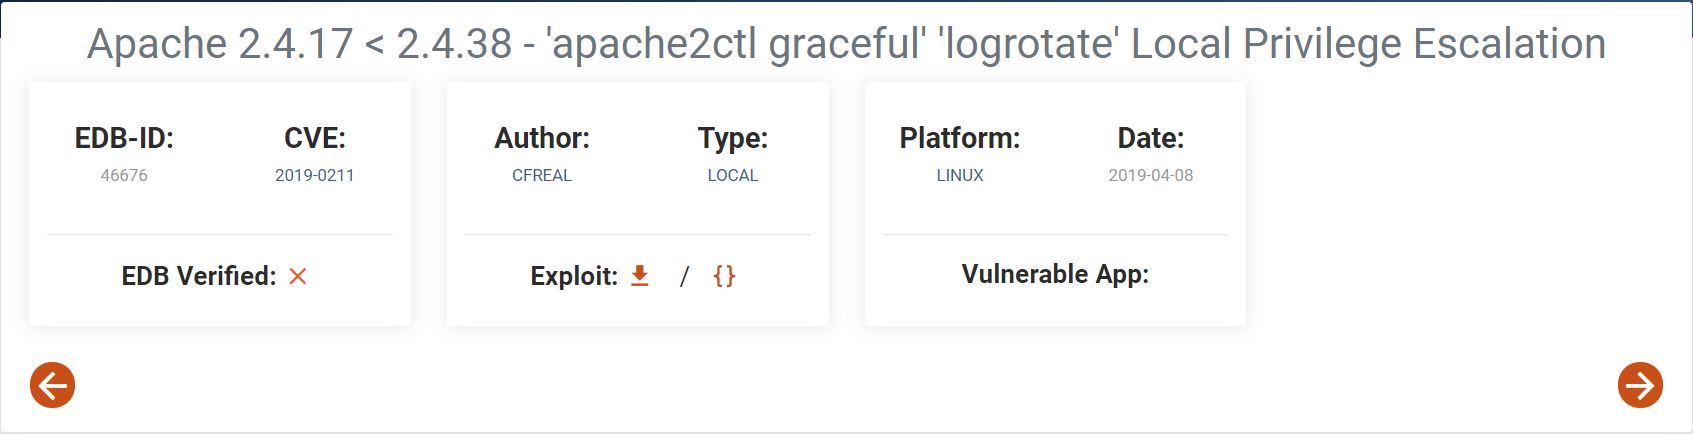 Apache 2.4.17 < 2.4.38 - 'apache2ctl graceful' 'logrotate' Local Privilege Escalation
EDB-ID:
46676
CVE:
2019-0211
EDB Verified:
Author:
CFREAL
Type:
LOCAL
Exploit: / {}
Platform:
LINUX
Date:
2019-04-08
Vulnerable App: